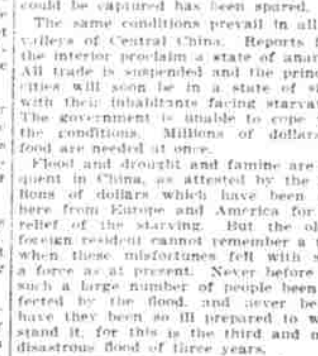 could be captured has been spared.
The same conditions prevail in all
valleys of Central China. Reports f
the interior proclaim a state of anar
All trade is suspended and the prin
cities will soon be in a state of s
with their inhabitants facing starva
The government is unable to cope
the conditions. Millions of dollar
food are needed at once.
Flood and drought and famine are
quent in China, as attested by the
lions of dollars which have been
here from Europe and America for
relief of the starving. But the ol
foreign resident cannot remember a t
when these misfortunes fell with s
a force as at present. Never before
such a large number of people been
fected by the flood, and never be
have they been so ill prepared to w
stand it, for this is the third and m
disastrous flood of three years.